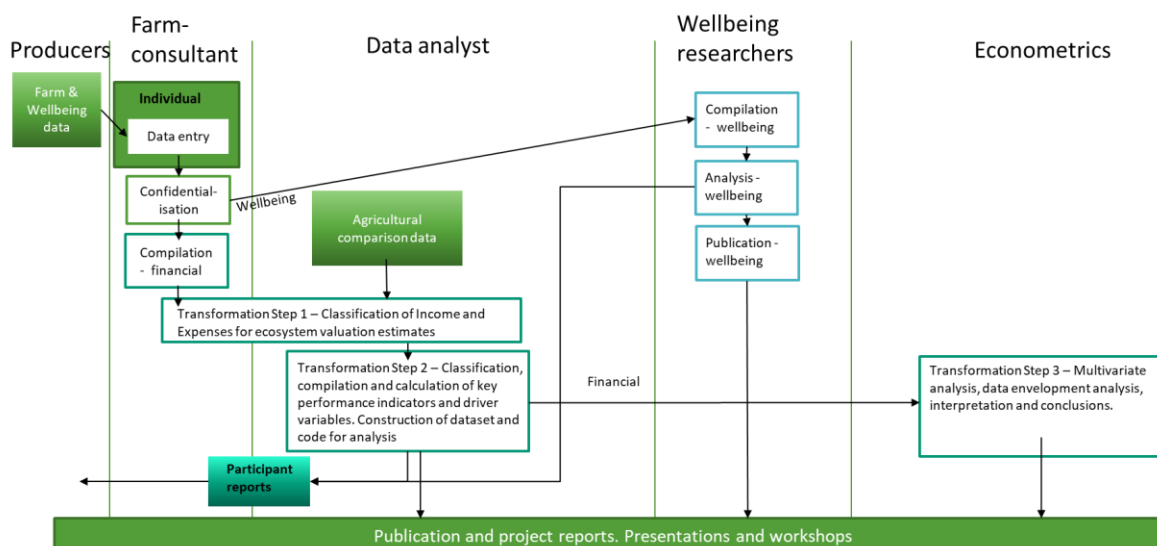 Producers
Farm-
consultant
Data analyst
Wellbeing
researchers
Econometrics
Farm &
Wellbeing
data
Individual
Data entry
Confidential-
isation
Wellbeing
Compilation
- financial
Agricultural
comparison data
Compilation
- wellbeing
Analysis -
wellbeing
Publication -
wellbeing
Transformation Step 1 – Classification of Income and
Expenses for ecosystem valuation estimates
Transformation Step 2 – Classification,
compilation and calculation of key
performance indicators and driver
variables. Construction of dataset and
code for analysis
Financial
Transformation Step 3 – Multivariate
analysis, data envelopment analysis,
interpretation and conclusions.
Participant
reports
Publication and project reports. Presentations and workshops